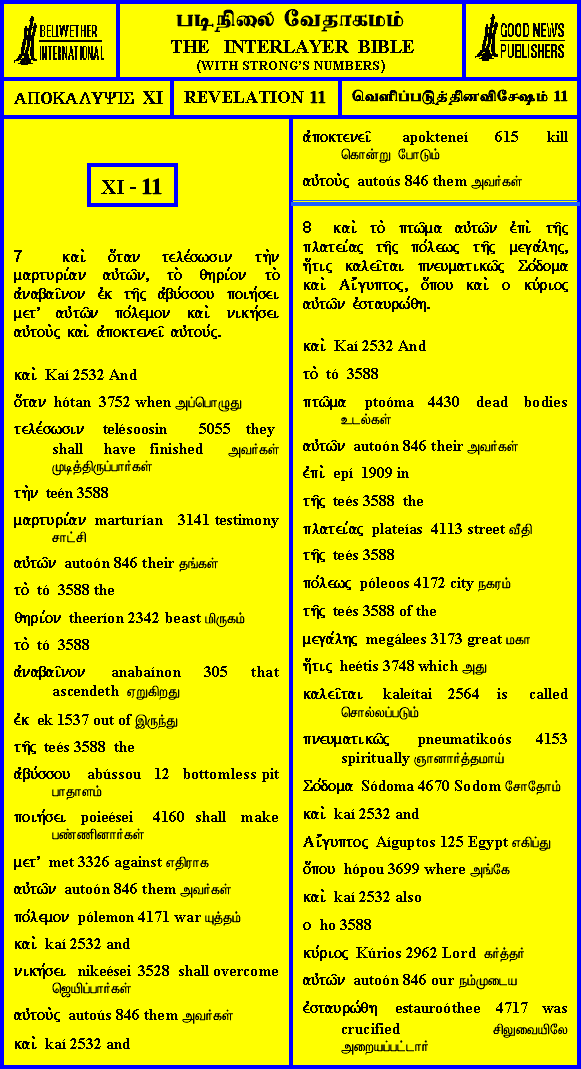 BELLWETHER
INTERNATIONAL
படிநிலை வேதாகமம்
THE INTERLAYER BIBLE
(WITH STRONG'S NUMBERS)
GOOD NEWS
PUBLISHERS
ΑΠΟΚΑΛΥΨΙΣ XI
REVELATION 11
வெளிப்படுத்தினவிசேஷம் 11
XI - 11
7 καὶ ὅταν τελέσωσιν τὴν
μαρτυρίαν αὐτῶν, τὸ θηρίον τὸ
ἀναβαῖνον ἐκ τῆς ἀβύσσου ποιήσει
μετ' αὐτῶν πόλεμον καὶ νικήσει
αὐτοὺς καὶ ἀποκτενεῖ αὐτούς.
καὶ Kaí 2532 And
ὅταν hótan 3752 when அப்பொழுது
τελέσωσιν telésoosin 5055 they
shall have finished அவர்கள்
முடித்திருப்பார்கள்
τὴν teén 3588
μαρτυρίαν marturían 3141 testimony
சாட்சி
αὐτῶν autoón 846 their தங்கள்
τὸ tó 3588 the
θηρίον theeríon 2342 beast மிருகம்
τὸ tó 3588
ἀναβαῖνον anabaínon 305 that
ascendeth ஏறுகிறது
ἐκ ek 1537 out of இருந்து
τῆς teés 3588 the
ἀβύσσου abússou 12 bottomless pit
பாதாளம்
ποιήσει poieései 4160 shall make
பண்ணினார்கள்
μετ' met 3326 against எதிராக
αὐτῶν autoón 846 them அவர்கள்
πόλεμον pólemon 4171 war யுத்தம்
καὶ kaí 2532 and
νικήσει nikeései 3528 shall overcome
ஜெயிப்பார்கள்
αὐτοὺς autoús 846 them அவர்கள்
καὶ kaí 2532 and
ἀποκτενεῖ apokteneí 615 kill
கொன்று போடும்
αὐτοὺς autoús 846 them அவர்கள்
8 καὶ τὸ πτῶμα αὐτῶν ἐπὶ τῆς
πλατείας τῆς πόλεως τῆς μεγάλης,
ἥτις καλεῖται πνευματικῶς Σόδομα
καὶ Αἴγυπτος, ὅπου καὶ ο κύριος
αὐτῶν ἐσταυρώθη.
καὶ Kaí 2532 And
τὸ tó 3588
πτῶμα ptoóma 4430 dead bodies
உடல்கள்
αὐτῶν autoón 846 their அவர்கள்
ἐπὶ epí 1909 in
τῆς teés 3588 the
πλατείας plateías 4113 street வீதி
τῆς teés 3588
πόλεως póleoos 4172 city நகரம்
τῆς teés 3588 of the
μεγάλης megálees 3173 great மகா
ἥτις heétis 3748 which அது
καλεῖται kaleítai 2564 is called
சொல்லப்படும்
πνευματικῶς pneumatikoós 4153
spiritually ஞானார்த்தமாய்
Σόδομα Sódoma 4670 Sodom சோதோம்
καὶ kaí 2532 and
Αἴγυπτος Aíguptos 125 Egypt எகிப்து
ὅπου hópou 3699 where அங்கே
καὶ kaí 2532 also
ο ho 3588
κύριος Kúrios 2962 Lord கர்த்தர்
αὐτῶν autoón 846 our நம்முடைய
ἐσταυρώθη estauroóthee 4717 was
crucified சிலுவையிலே
அறையப்பட்டார்